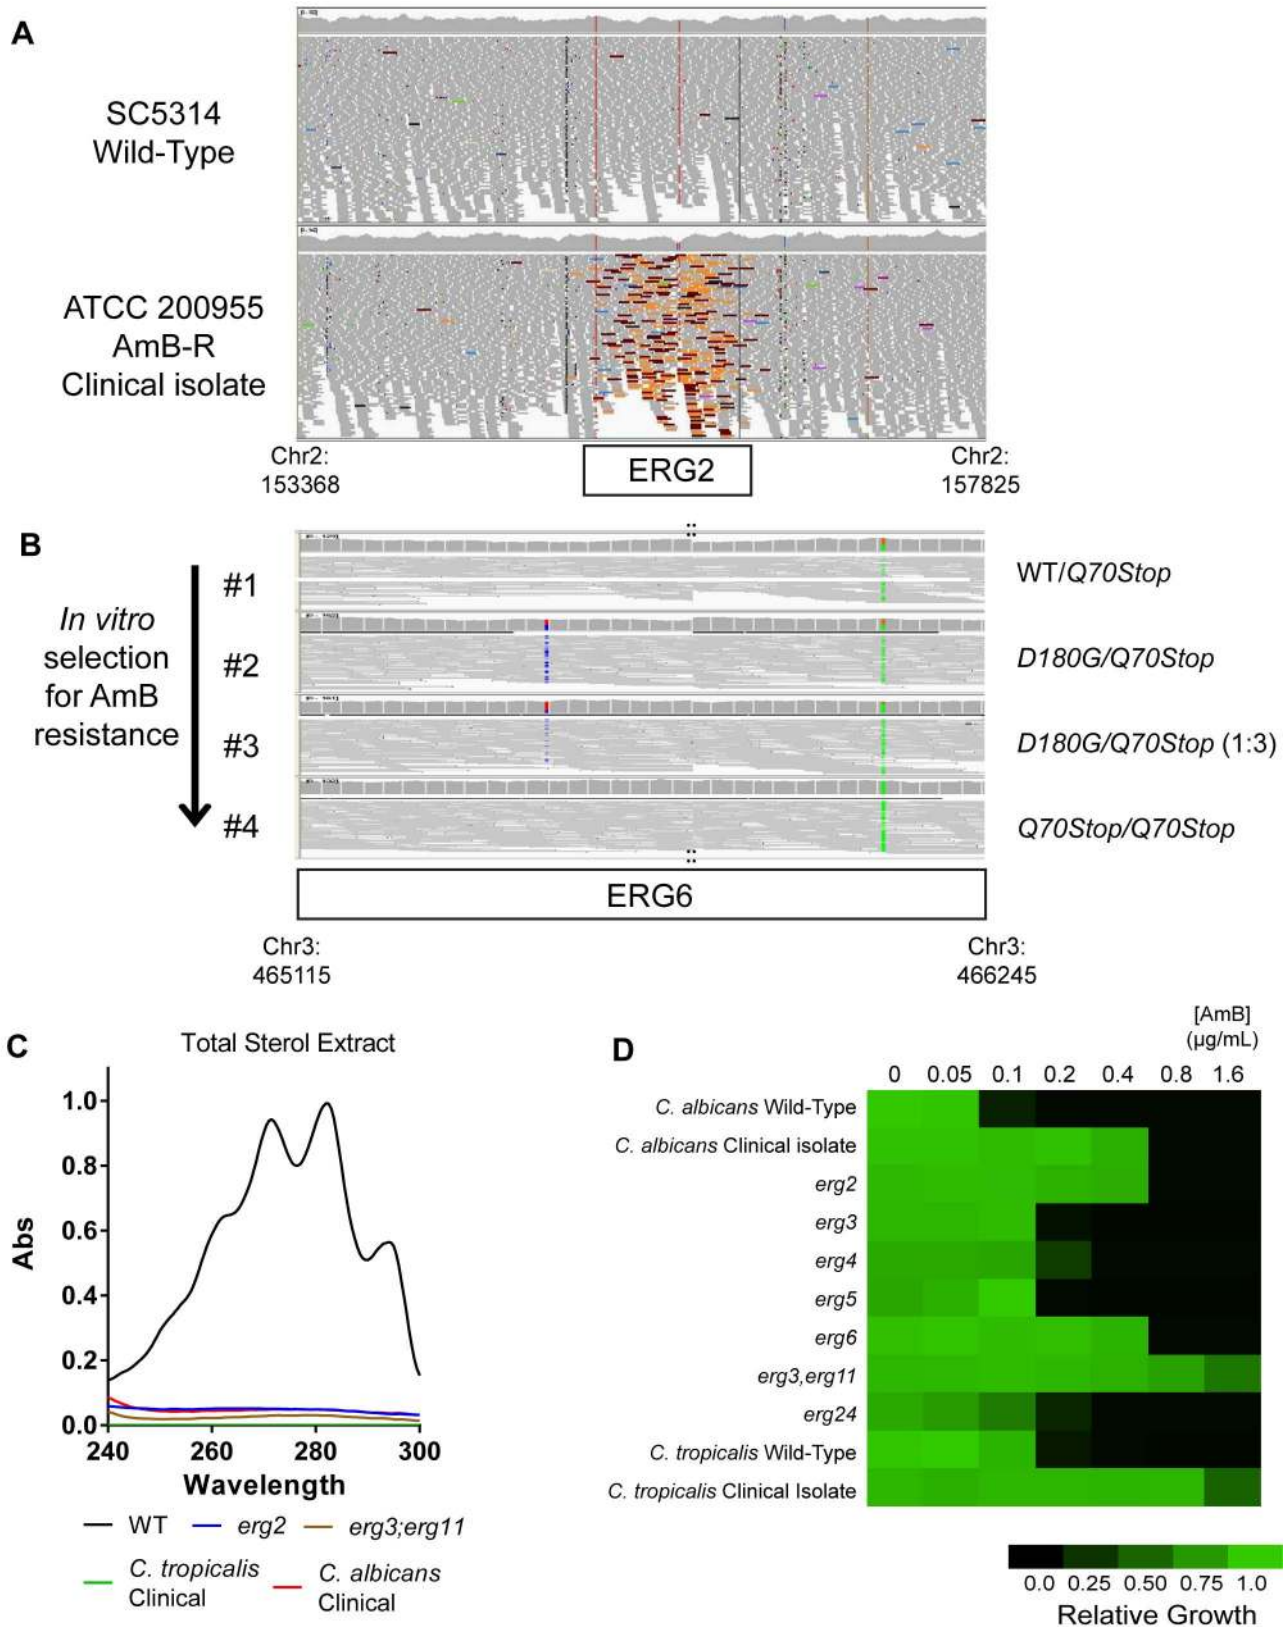 A
SC5314
Wild-Type
ATCC 200955
AmB-R
Clinical isolate
Chr2:
153368
ERG2
Chr2:
157825
B
In vitro
selection
for AmB
resistance
#1
WT/Q70Stop
#2
D180G/Q70Stop
#3
D180G/Q70Stop (1:3)
#4
Q70Stop/Q70Stop
ERG6
Chr3:
465115
Chr3:
466245
C
Total Sterol Extract
Abs
1.0
0.8
0.6
0.4
0.2
0.0
240 260 280 300
Wavelength
WT erg2 erg3;erg11
C. tropicalis
Clinical
C. albicans
Clinical
D
[AmB]
(µg/mL)
0 0.05 0.1 0.2 0.4 0.8 1.6
C. albicans Wild-Type
C. albicans Clinical isolate
erg2
erg3
erg4
erg5
erg6
erg3,erg11
erg24
C. tropicalis Wild-Type
C. tropicalis Clinical Isolate
0.0 0.25 0.50 0.75 1.0
Relative Growth